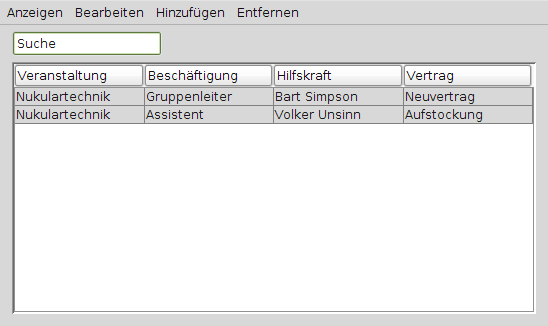 Anzeigen Bearbeiten Hinzufügen Entfernen
Suche
Veranstaltung Beschäftigung Hilfskraft Vertrag
Nukulartechnik Gruppenleiter Bart Simpson Neuvertrag
Nukulartechnik Assistent Volker Unsinn Aufstockung